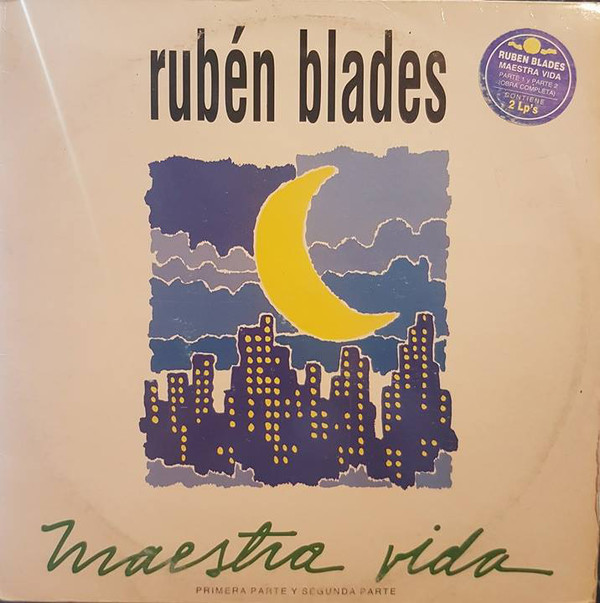 rubén blades
RUBEN BLADES
MAESTRA VIDA
PARTE 1 y PARTE 2
(OBRA COMPLETA)
CONTIENE
2 Lp's
maestra vida
PRIMERA PARTE Y SEGUNDA PARTE